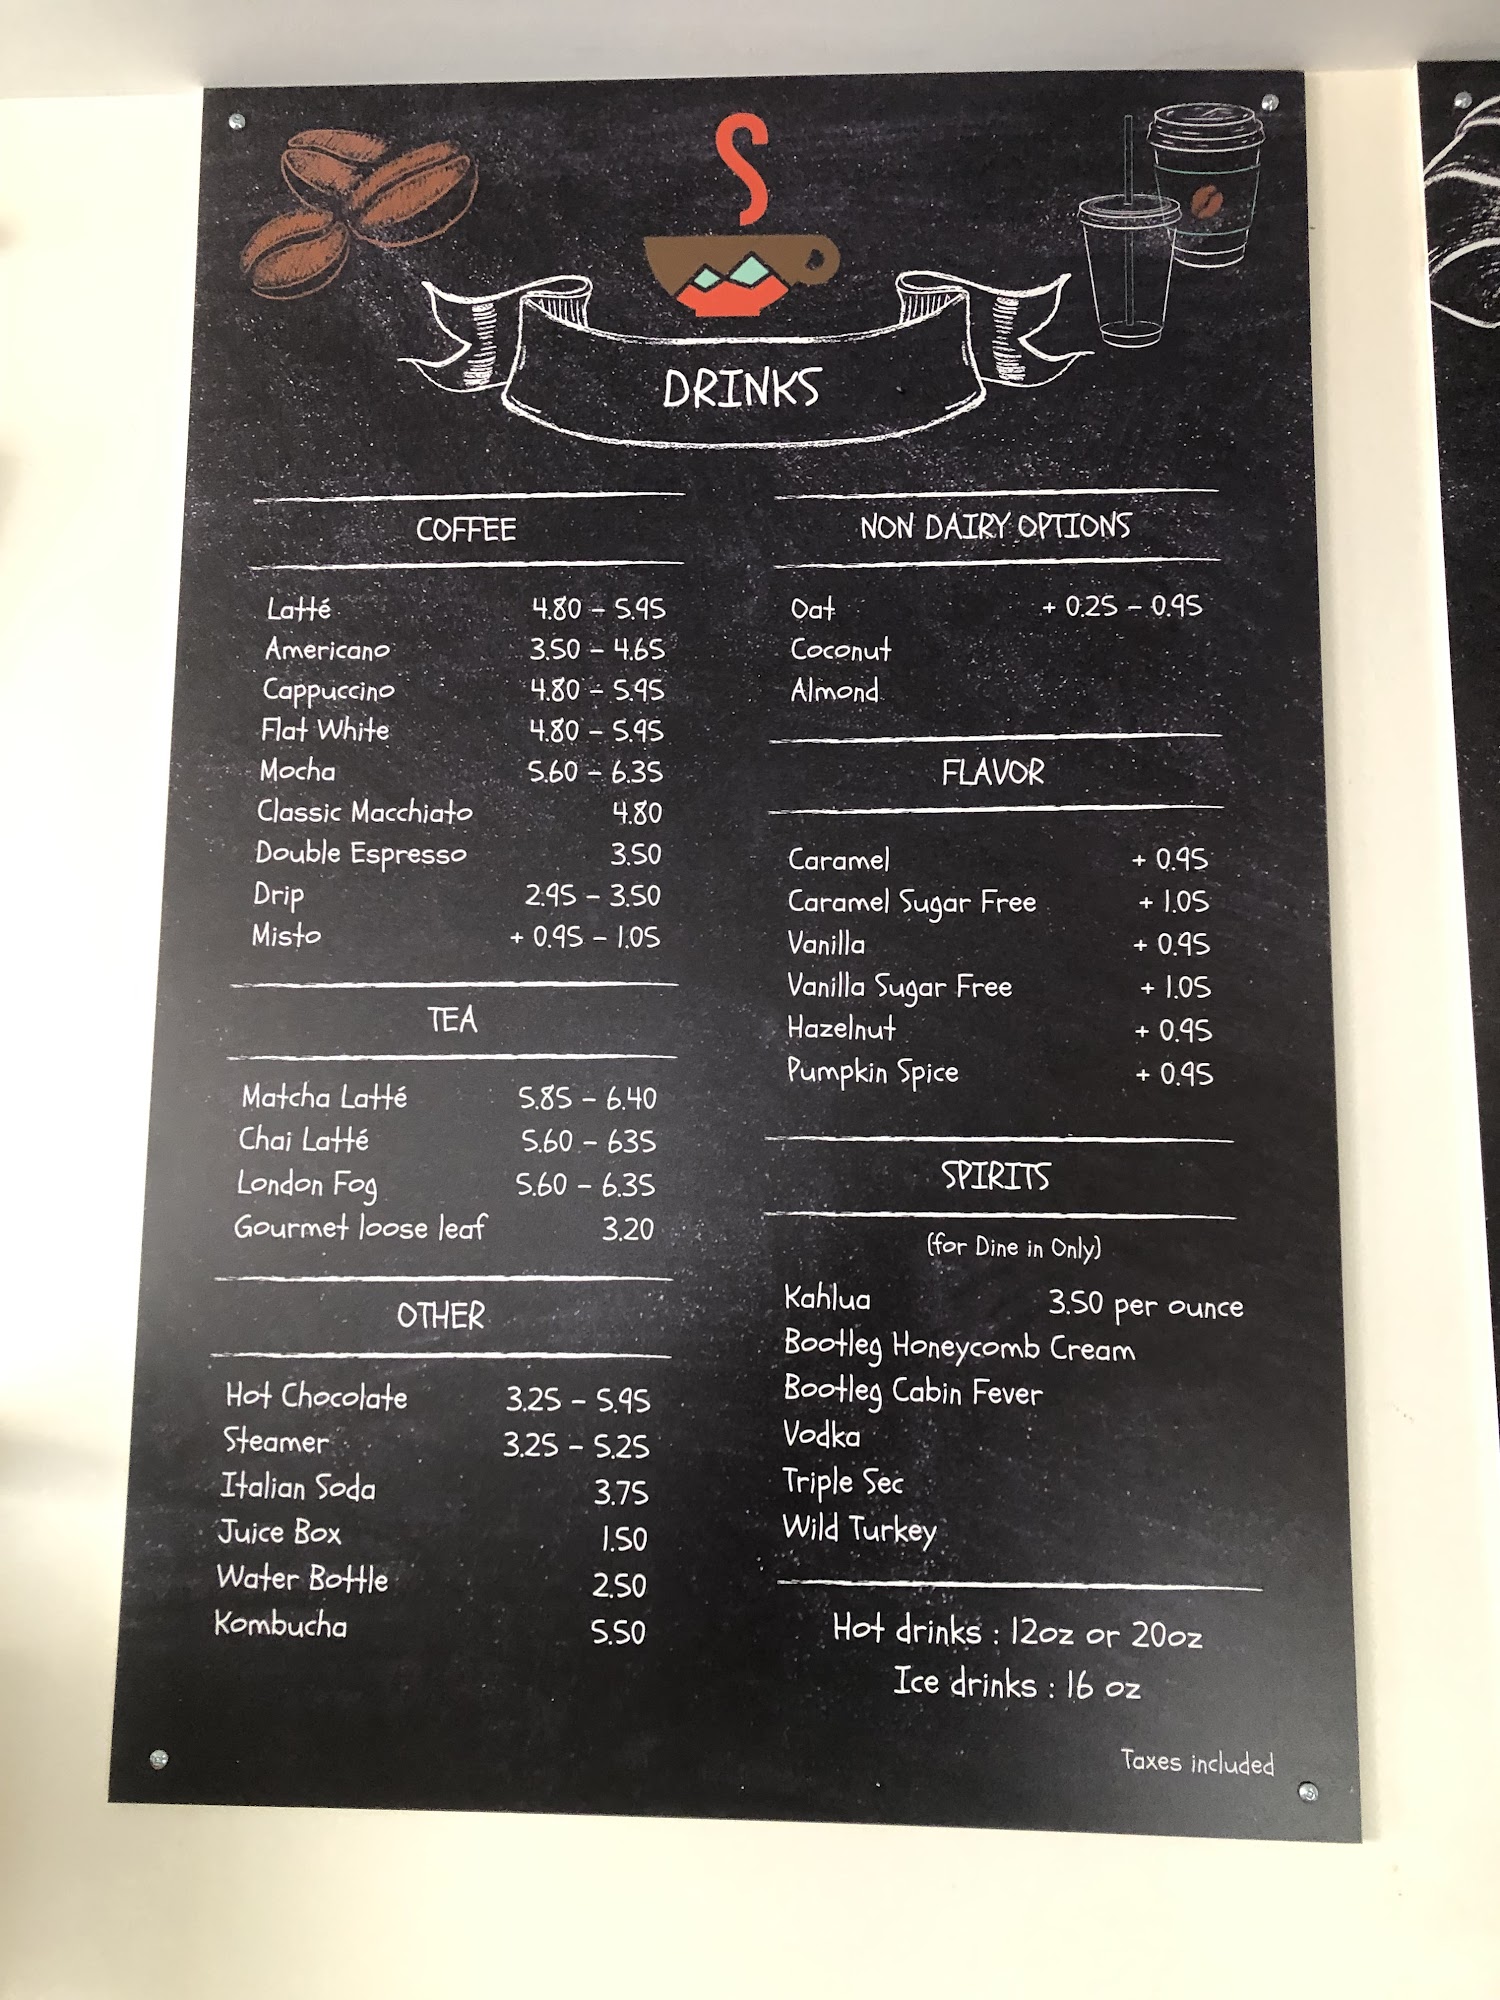 DRINKS
COFFEE
Latté 4.80 – 5.95
Americano 3.50 – 4.65
Cappuccino 4.80 – 5.95
Flat White 4.80 – 5.95
Mocha 5.60 – 6.35
Classic Macchiato 4.80
Double Espresso 3.50
Drip 2.95 – 3.50
Misto + 0.95 – 1.05
TEA
Matcha Latté 5.85 – 6.40
Chai Latté 5.60 – 635
London Fog 5.60 – 6.35
Gourmet loose leaf 3.20
OTHER
Hot Chocolate 3.25 – 5.95
Steamer 3.25 – 5.25
Italian Soda 3.75
Juice Box 1.50
Water Bottle 2.50
Kombucha 5.50
NON DAIRY OPTIONS
Oat + 0.25 – 0.95
Coconut
Almond
FLAVOR
Caramel + 0.95
Caramel Sugar Free + 1.05
Vanilla + 0.95
Vanilla Sugar Free + 1.05
Hazelnut + 0.95
Pumpkin Spice + 0.95
SPIRITS
(for Dine in Only)
Kahlua 3.50 per ounce
Bootleg Honeycomb Cream
Bootleg Cabin Fever
Vodka
Triple Sec
Wild Turkey
Hot drinks : 12oz or 20oz
Ice drinks : 16 oz
Taxes included